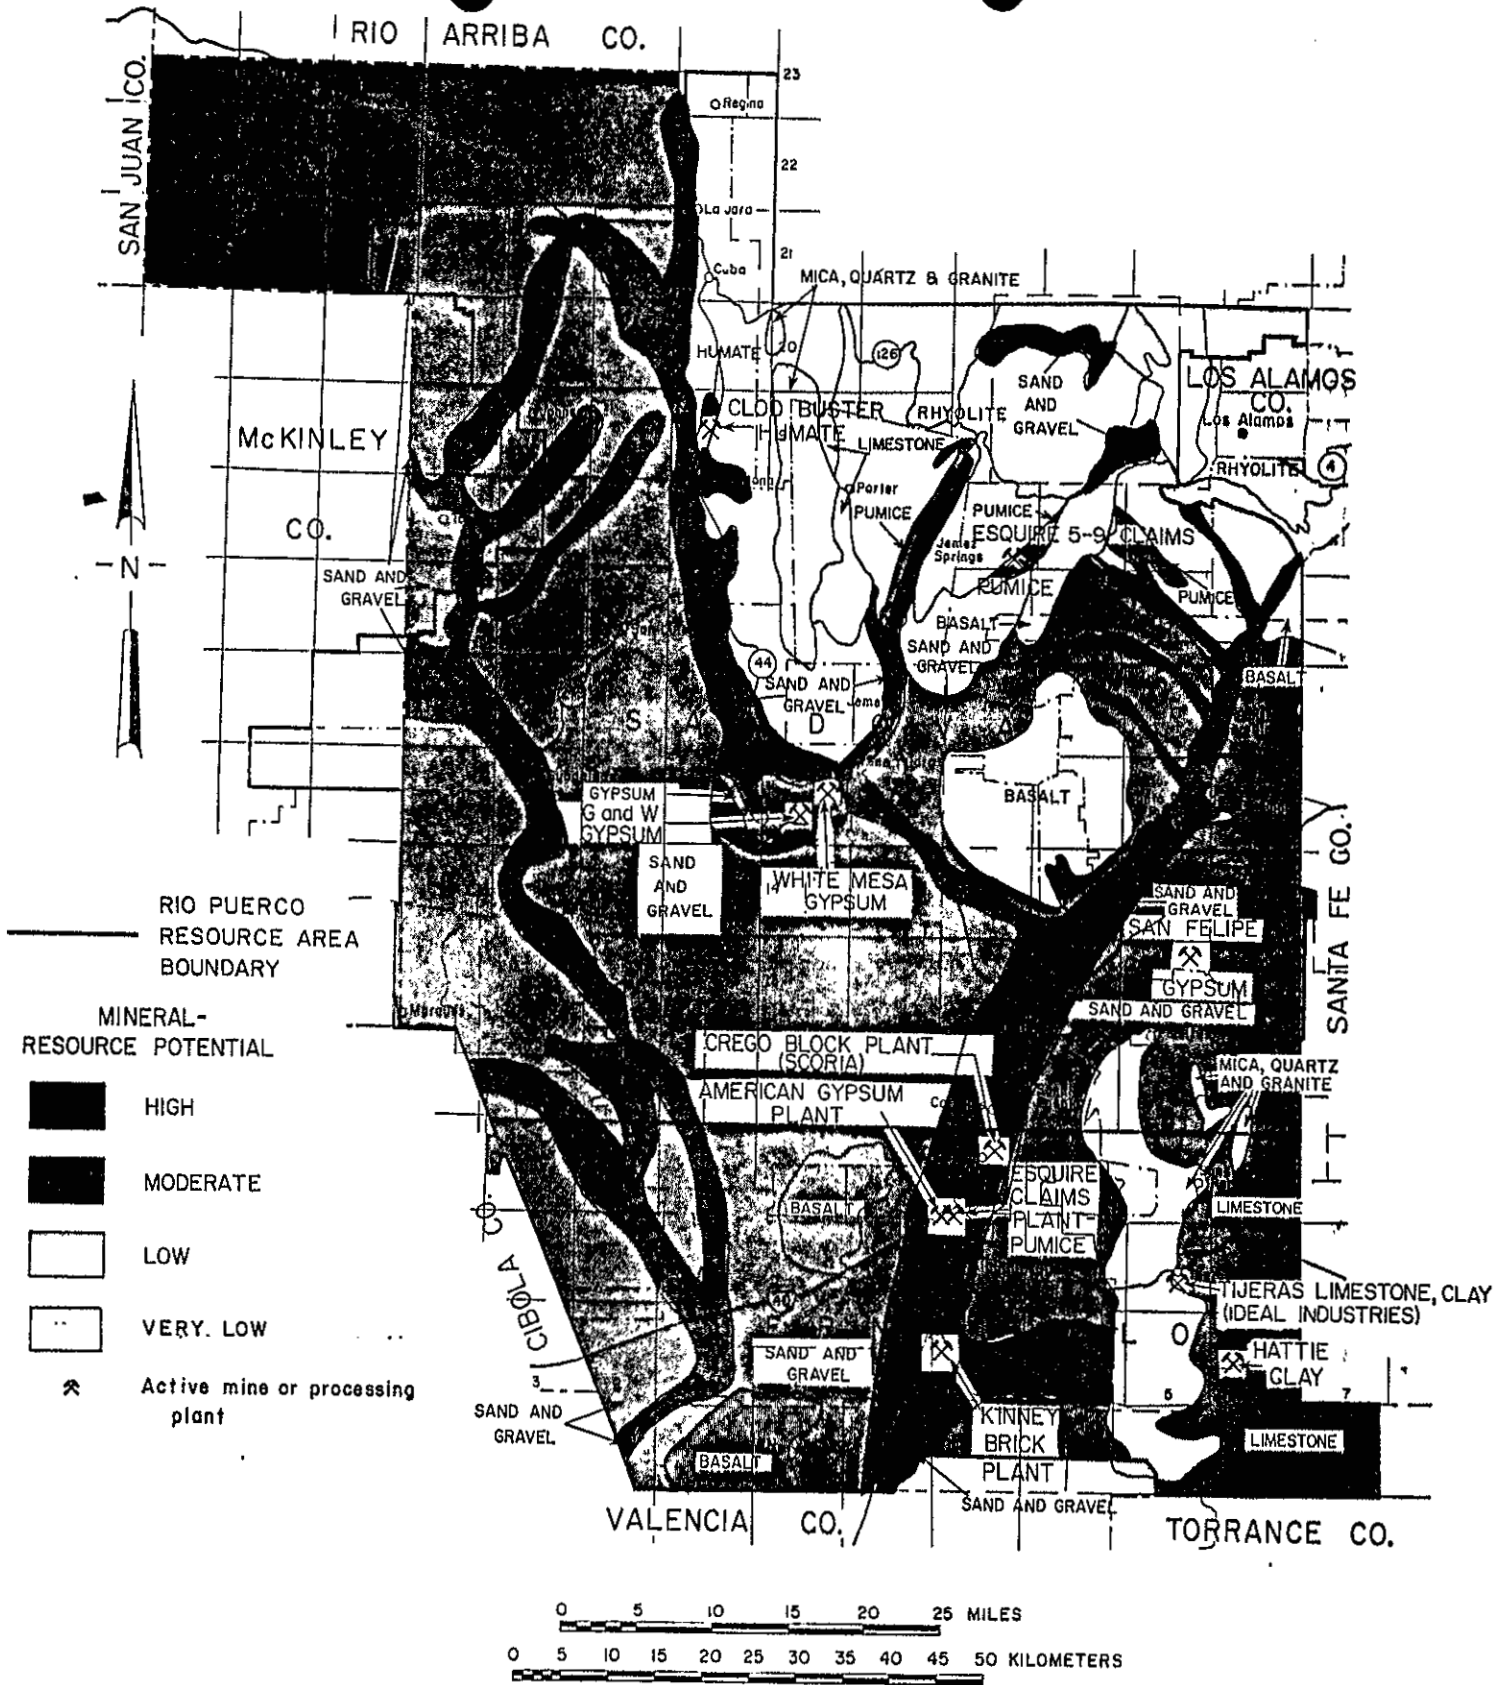 RIO ARRIBA CO.
SAN JUAN CO.
23
Regina
22
La Jara
21
Cuba
MICA, QUARTZ & GRANITE
HUMATE
20
126
SAND
AND
GRAVEL
LOS ALAMOS
CO.
Los Alamos
RHYOLITE
4
McKINLEY
CO.
CLOD BUSTER
HUMATE
RHYOLITE
LIMESTONE
Porter
PUMICE
PUMICE
ESQUIRE 5-9 CLAIMS
Jemez
Springs
PUMICE
PUMICE
N
SAND AND
GRAVEL
BASALT
SAND AND
GRAVEL
44
SAND AND
GRAVEL
BASALT
S A D O
GYPSUM
G and W
GYPSUM
BASALT
SAND
AND
GRAVEL
14
WHITE MESA
GYPSUM
SAND AND
GRAVEL
SAN FELIPE
GYPSUM
SAND AND GRAVEL
SANTA FE CO.
RIO PUERCO
RESOURCE AREA
BOUNDARY
Marquez
MINERAL-
RESOURCE POTENTIAL
HIGH
MODERATE
LOW
VERY. LOW
Active mine or processing
plant
CREGO BLOCK PLANT
(SCORIA)
AMERICAN GYPSUM
PLANT
MICA, QUARTZ
AND GRANITE
ESQUIRE
CLAIMS
PLANT-
PUMICE
BASALT
LIMESTONE
CIBOLA CO.
40
TIJERAS LIMESTONE, CLAY
(IDEAL INDUSTRIES)
L O
SAND AND
GRAVEL
HATTIE
CLAY
3
6
7
SAND AND
GRAVEL
KINNEY
BRICK
PLANT
LIMESTONE
BASALT
SAND AND GRAVEL
VALENCIA CO.
TORRANCE CO.
0 5 10 15 20 25 MILES
0 5 10 15 20 25 30 35 40 45 50 KILOMETERS